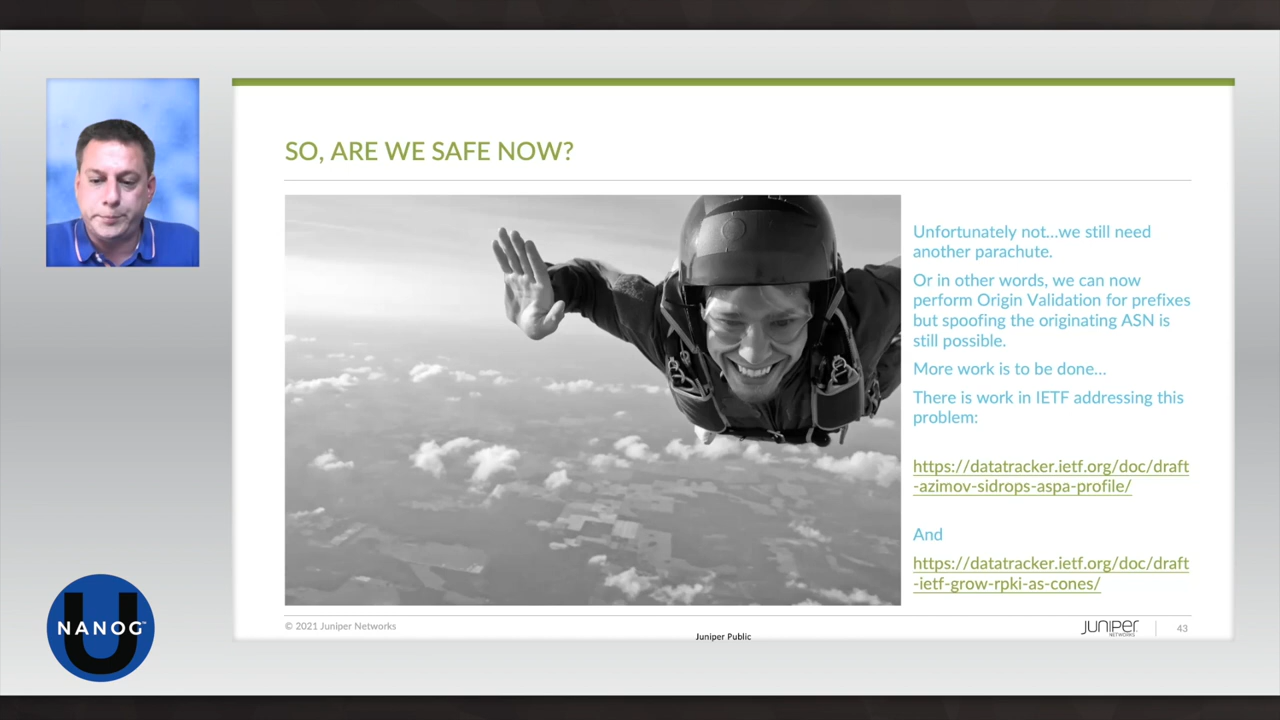 SO, ARE WE SAFE NOW?
Unfortunately not...we still need
another parachute.
Or in other words, we can now
perform Origin Validation for prefixes
but spoofing the originating ASN is
still possible.
More work is to be done...
There is work in IETF addressing this
problem:
https://datatracker.ietf.org/doc/draft
-azimov-sidrops-aspa-profile/
And
https://datatracker.ietf.org/doc/draft
-ietf-grow-rpki-as-cones/
© 2021 Juniper Networks
Juniper Public
JUNIPER
NETWORKS
43
U
NANOG™